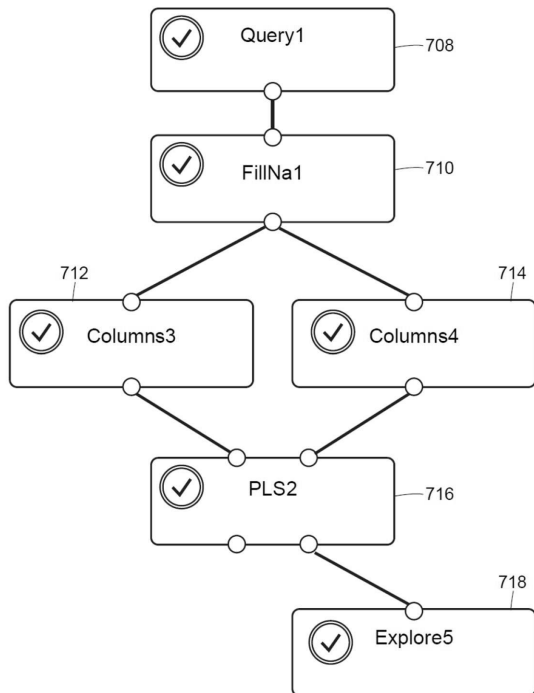 Query1
708
FillNa1
710
712
714
Columns3
Columns4
PLS2
716
718
Explore5